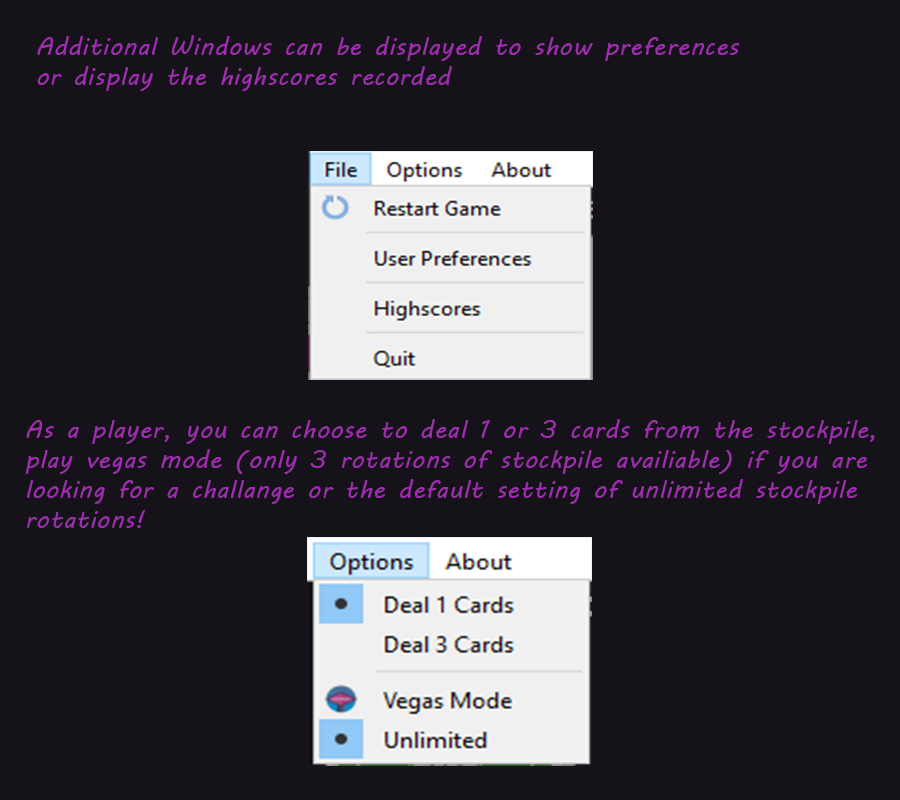 Additional Windows can be displayed to show preferences
or display the highscores recorded
File Options About
Restart Game
User Preferences
Highscores
Quit
As a player, you can choose to deal 1 or 3 cards from the stockpile,
play vegas mode (only 3 rotations of stockpile availiable) if you are
looking for a challange or the default setting of unlimited stockpile
rotations!
Options About
Deal 1 Cards
Deal 3 Cards
Vegas Mode
Unlimited